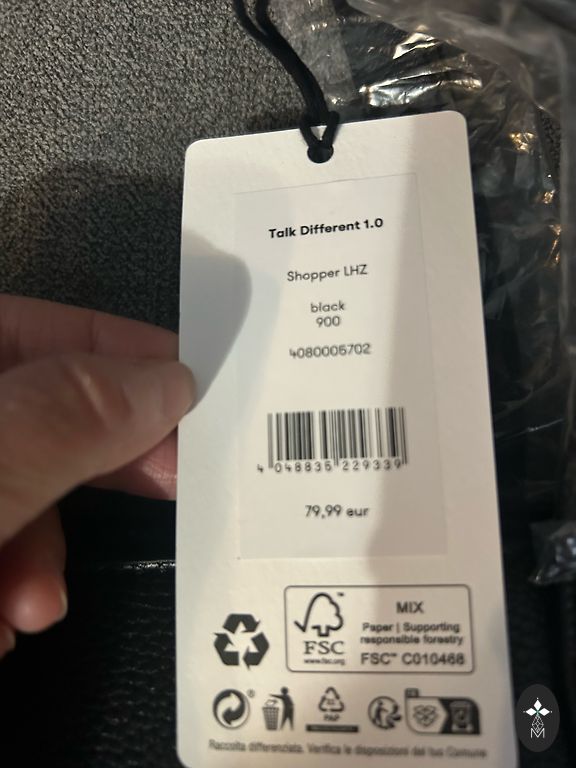 Talk Different 1.0
Shopper LHZ
black
900
4080005702
4 048835 229339
79,99 eur
FSC
www.fsc.org
MIX
Paper | Supporting
responsible forestry
FSC™ C010468
PAP
Raccolta differenziata. Verifica le disposizioni del tuo Comune
M